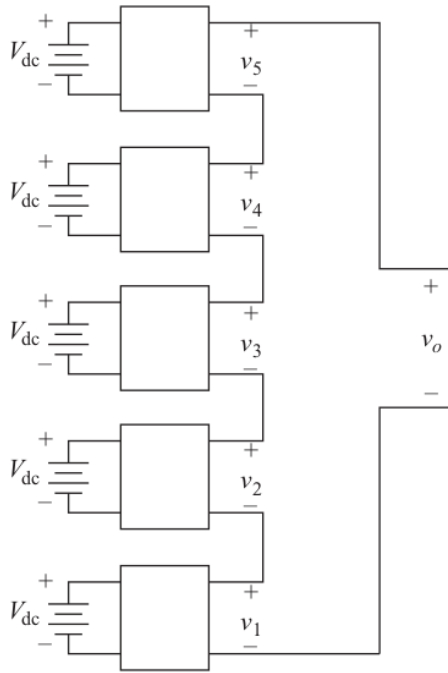 + +
V_dc v_5
− −
+ +
V_dc v_4
− −
+ +
V_dc v_3 v_o
− −
+ +
V_dc v_2
− −
+ +
V_dc v_1
− −